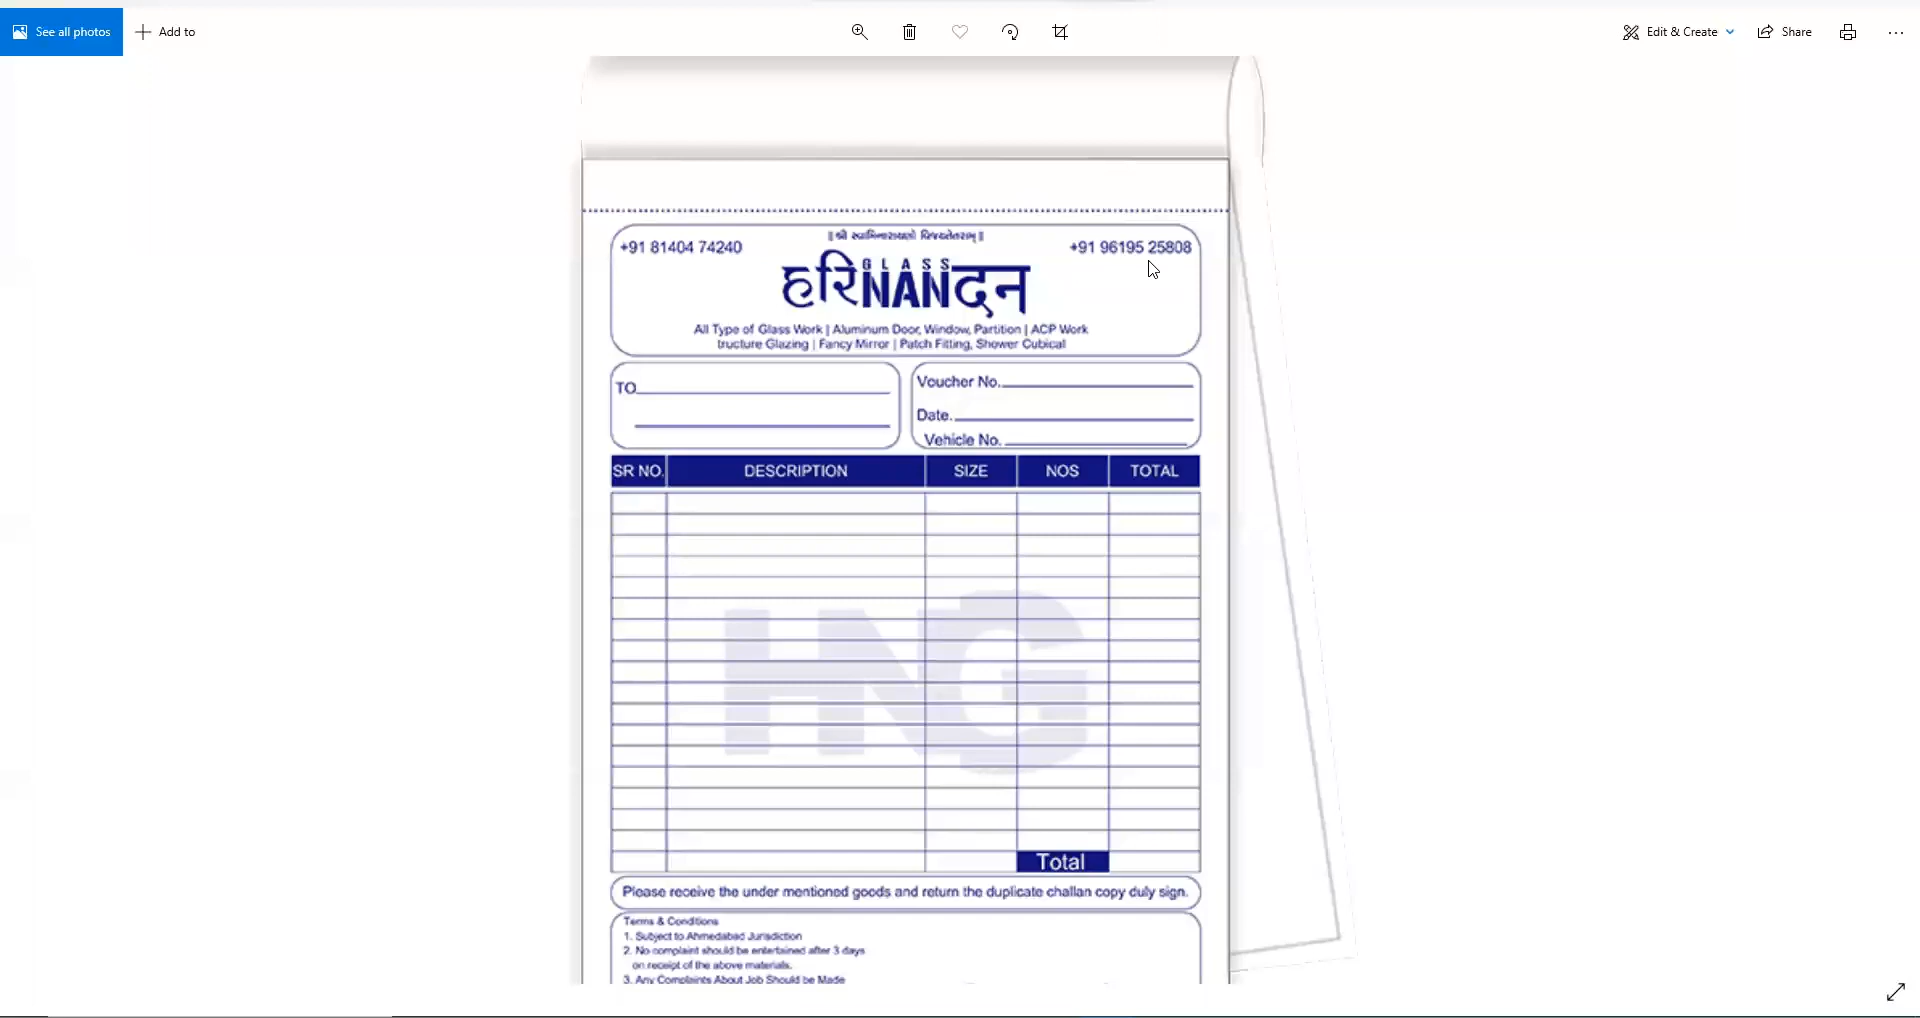 See all photos
Add to
Edit & Create
Share
|| શ્રી સ્વામિનારાયણો વિજયતેતરામ્ ||
+91 81404 74240
+91 96195 25808
GLASS
हरिNANदन
All Type of Glass Work | Aluminum Door, Window, Partition | ACP Work
tructure Glazing | Fancy Mirror | Patch Fitting, Shower Cubical
TO
Voucher No.
Date.
Vehicle No.
SR NO. DESCRIPTION SIZE NOS TOTAL
HNG
Total
Please receive the under mentioned goods and return the duplicate challan copy duly sign.
Terms & Conditions
1. Subject to Ahmedabad Jurisdiction
2. No complaint should be entertained after 3 days
on receipt of the above materials.
3. Any Complaints About Job Should be Made